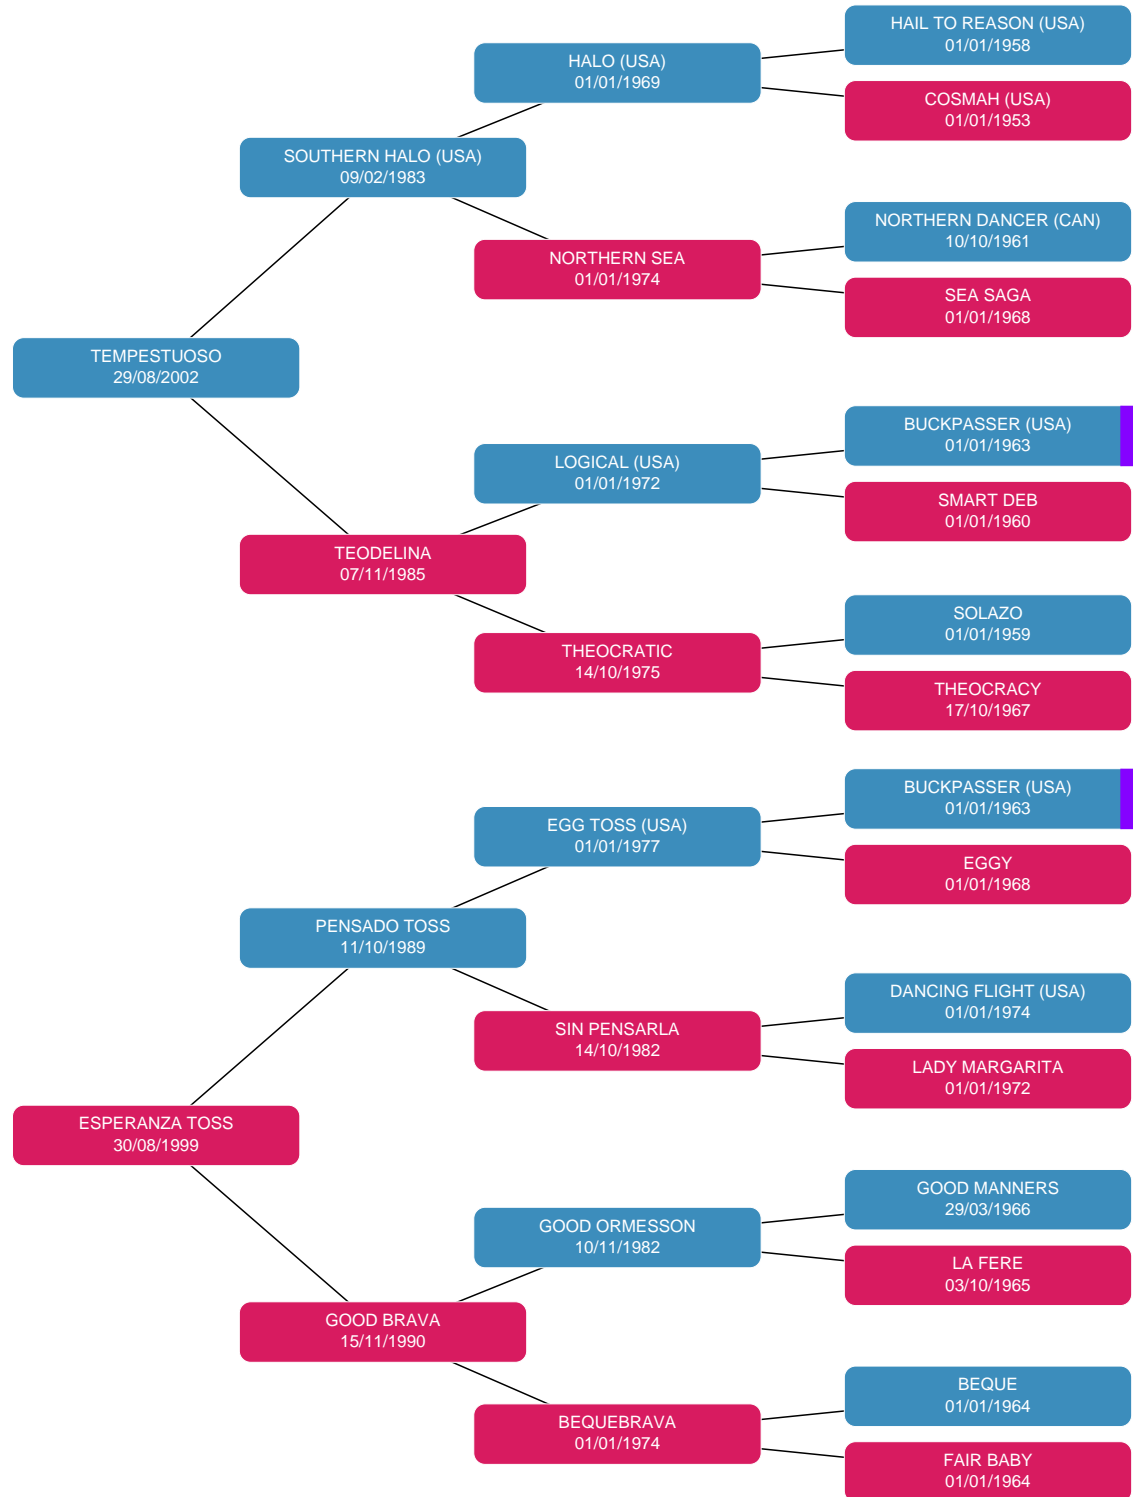 HAIL TO REASON (USA)
01/01/1958
HALO (USA)
01/01/1969
COSMAH (USA)
01/01/1953
SOUTHERN HALO (USA)
09/02/1983
NORTHERN DANCER (CAN)
10/10/1961
NORTHERN SEA
01/01/1974
SEA SAGA
01/01/1968
TEMPESTUOSO
29/08/2002
BUCKPASSER (USA)
01/01/1963
LOGICAL (USA)
01/01/1972
SMART DEB
01/01/1960
TEODELINA
07/11/1985
SOLAZO
01/01/1959
THEOCRATIC
14/10/1975
THEOCRACY
17/10/1967
BUCKPASSER (USA)
01/01/1963
EGG TOSS (USA)
01/01/1977
EGGY
01/01/1968
PENSADO TOSS
11/10/1989
DANCING FLIGHT (USA)
01/01/1974
SIN PENSARLA
14/10/1982
LADY MARGARITA
01/01/1972
ESPERANZA TOSS
30/08/1999
GOOD MANNERS
29/03/1966
GOOD ORMESSON
10/11/1982
LA FERE
03/10/1965
GOOD BRAVA
15/11/1990
BEQUE
01/01/1964
BEQUEBRAVA
01/01/1974
FAIR BABY
01/01/1964